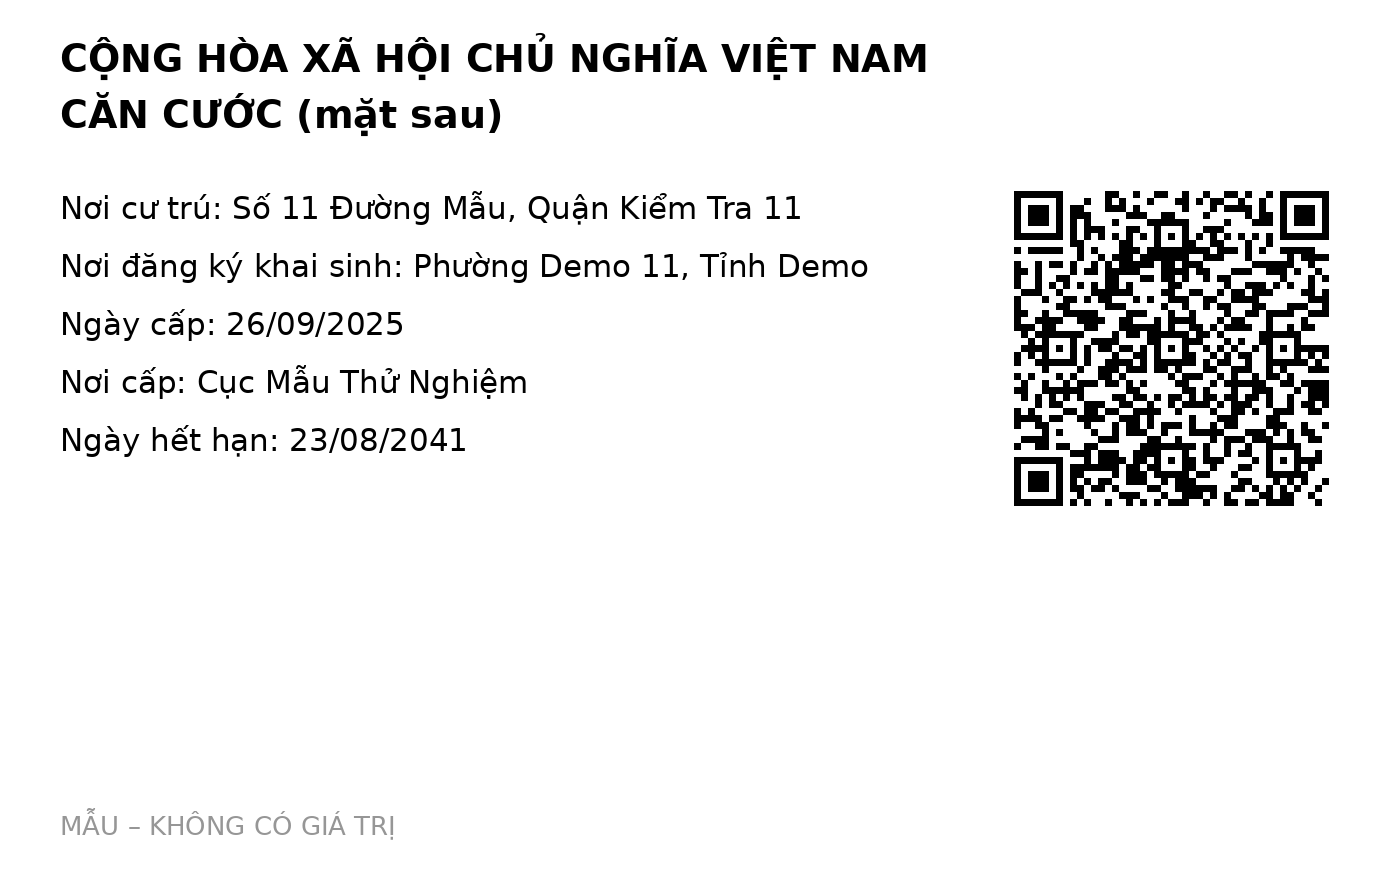 CỘNG HÒA XÃ HỘI CHỦ NGHĨA VIỆT NAM
CĂN CƯỚC (mặt sau)
Nơi cư trú: Số 11 Đường Mẫu, Quận Kiểm Tra 11
Nơi đăng ký khai sinh: Phường Demo 11, Tỉnh Demo
Ngày cấp: 26/09/2025
Nơi cấp: Cục Mẫu Thử Nghiệm
Ngày hết hạn: 23/08/2041
MẪU – KHÔNG CÓ GIÁ TRỊ